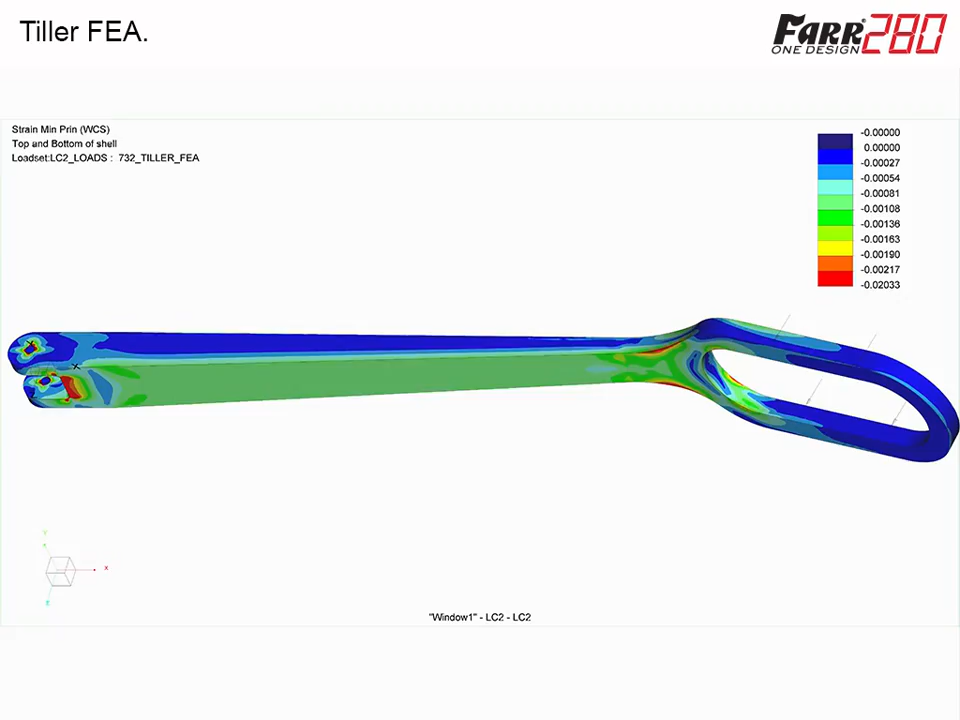 Tiller FEA.
FARR® 280
ONE DESIGN
Strain Min Prin (WCS)
Top and Bottom of shell
Loadset:LC2_LOADS : 732_TILLER_FEA
-0.00000
0.00000
-0.00027
-0.00054
-0.00081
-0.00108
-0.00136
-0.00163
-0.00190
-0.00217
-0.02033
Y
X
X
Z
"Window1" - LC2 - LC2